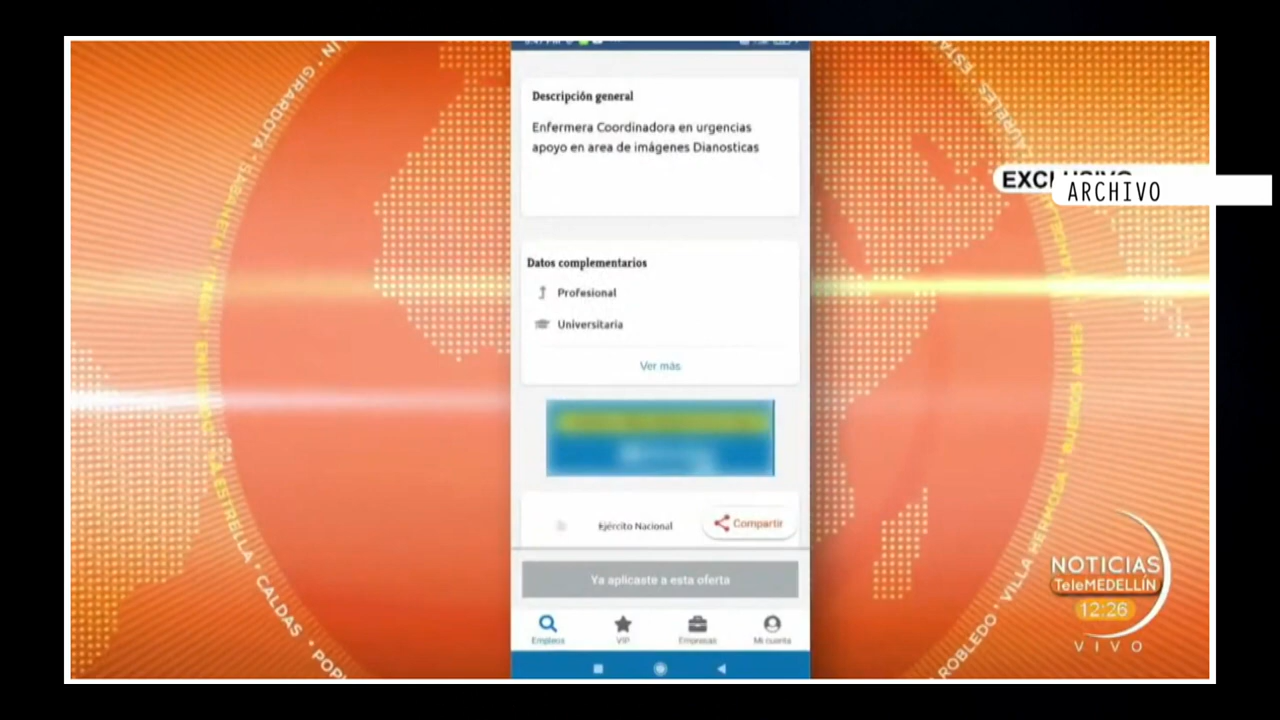 Descripción general
Enfermera Coordinadora en urgencias
apoyo en area de imágenes Dianosticas
Datos complementarios
Profesional
Universitaria
Ver más
Ejército Nacional
Compartir
Ya aplicaste a esta oferta
Empleos
VIP
Empresas
Mi cuenta
ARCHIVO
NOTICIAS
TeleMEDELLÍN
12:26
VIVO
GIRARDOTA
SABANETA
LA ESTRELLA
CALDAS
BUENOS AIRES
VILLA HERMOSA
ROBLEDO